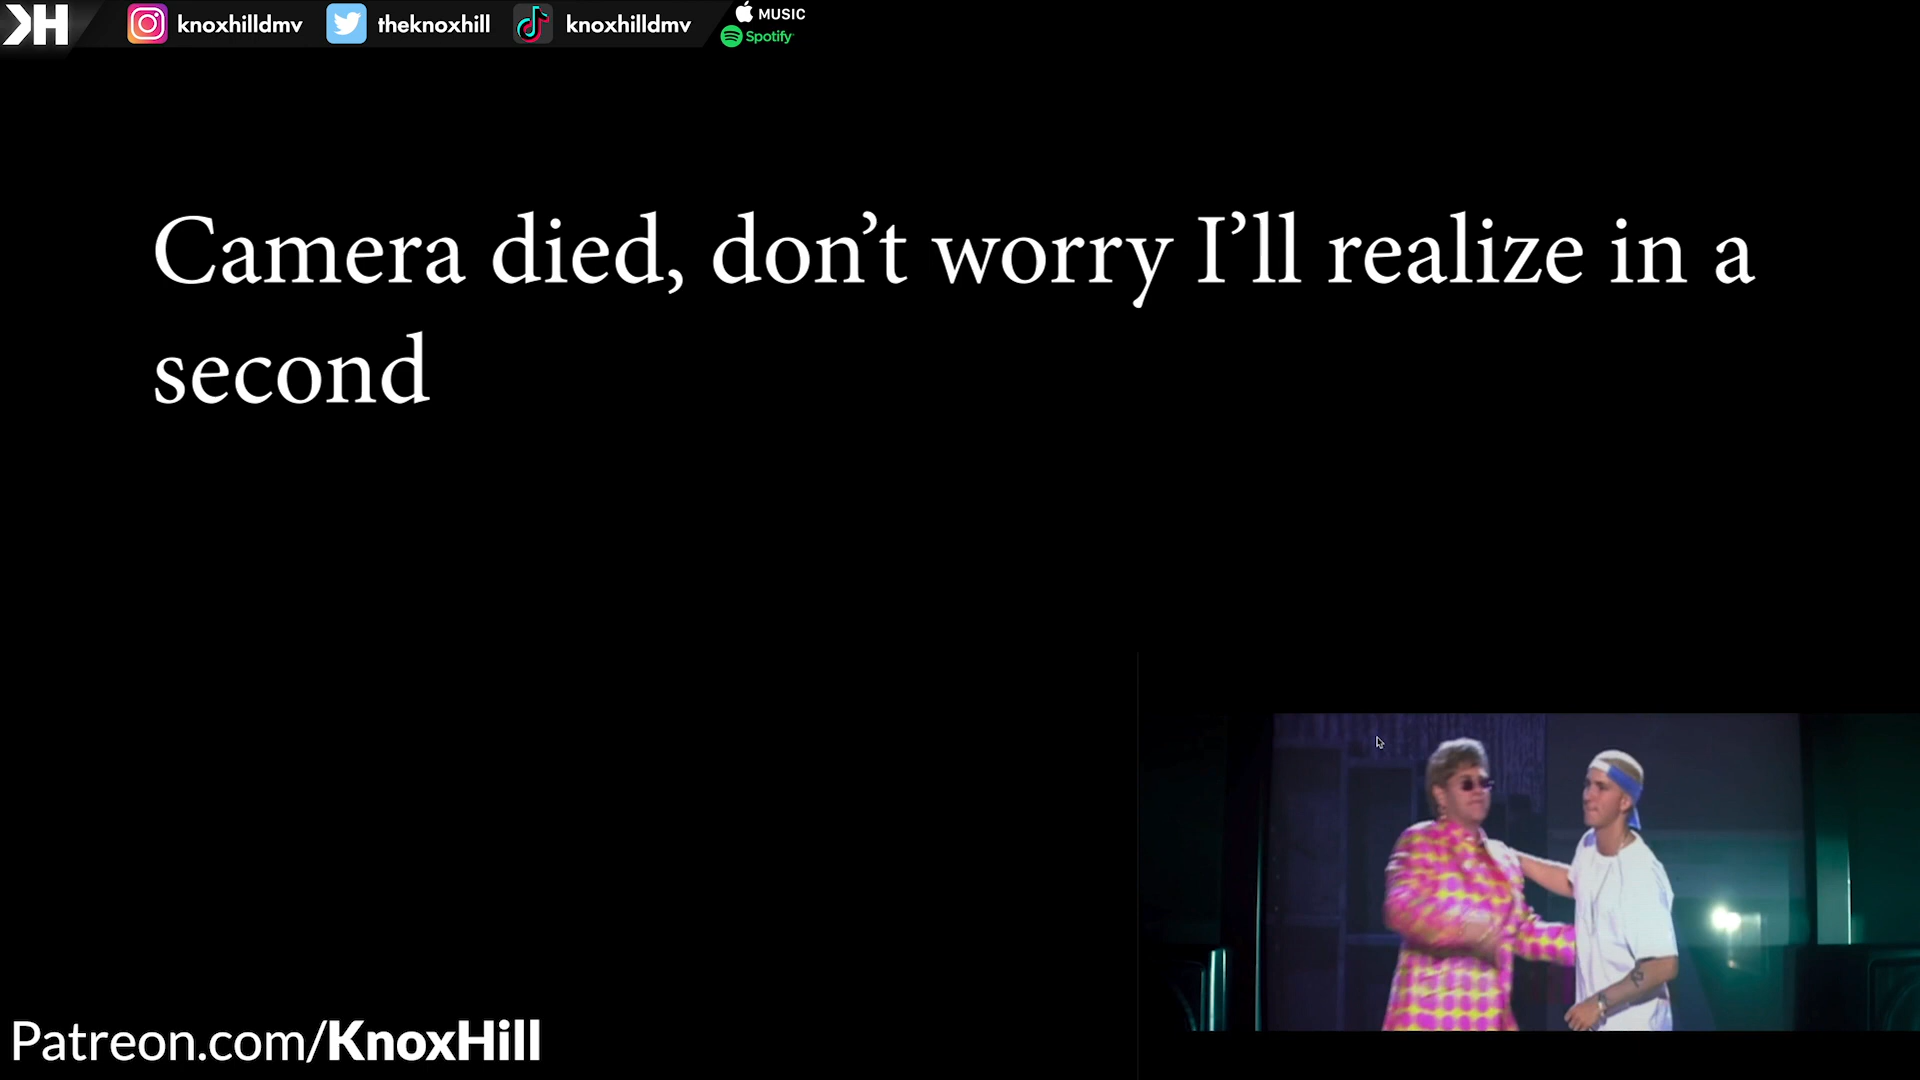 KH knoxhilldmv theknoxhill knoxhilldmv MUSIC
Spotify
Camera died, don’t worry I’ll realize in a
second
Patreon.com/KnoxHill